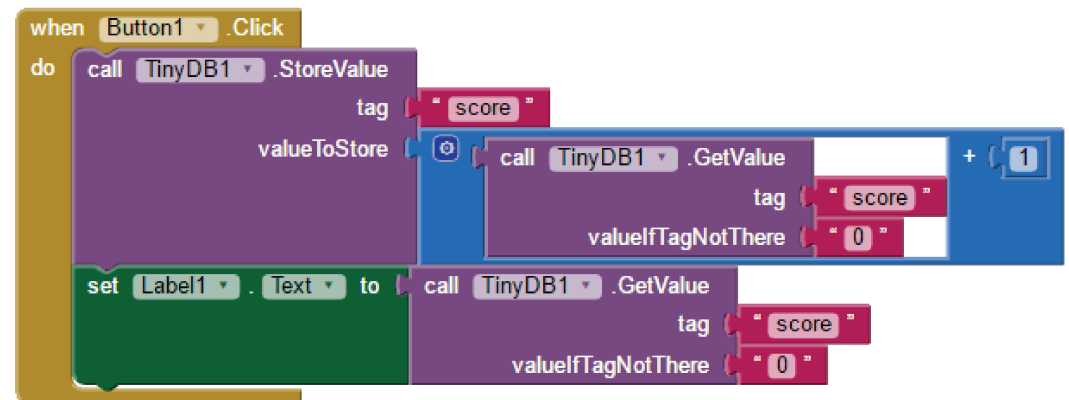 when Button1 .Click
do call TinyDB1 .StoreValue
tag " score "
valueToStore call TinyDB1 .GetValue + 1
tag " score "
valueIfTagNotThere " 0 "
set Label1 . Text to call TinyDB1 .GetValue
tag " score "
valueIfTagNotThere " 0 "